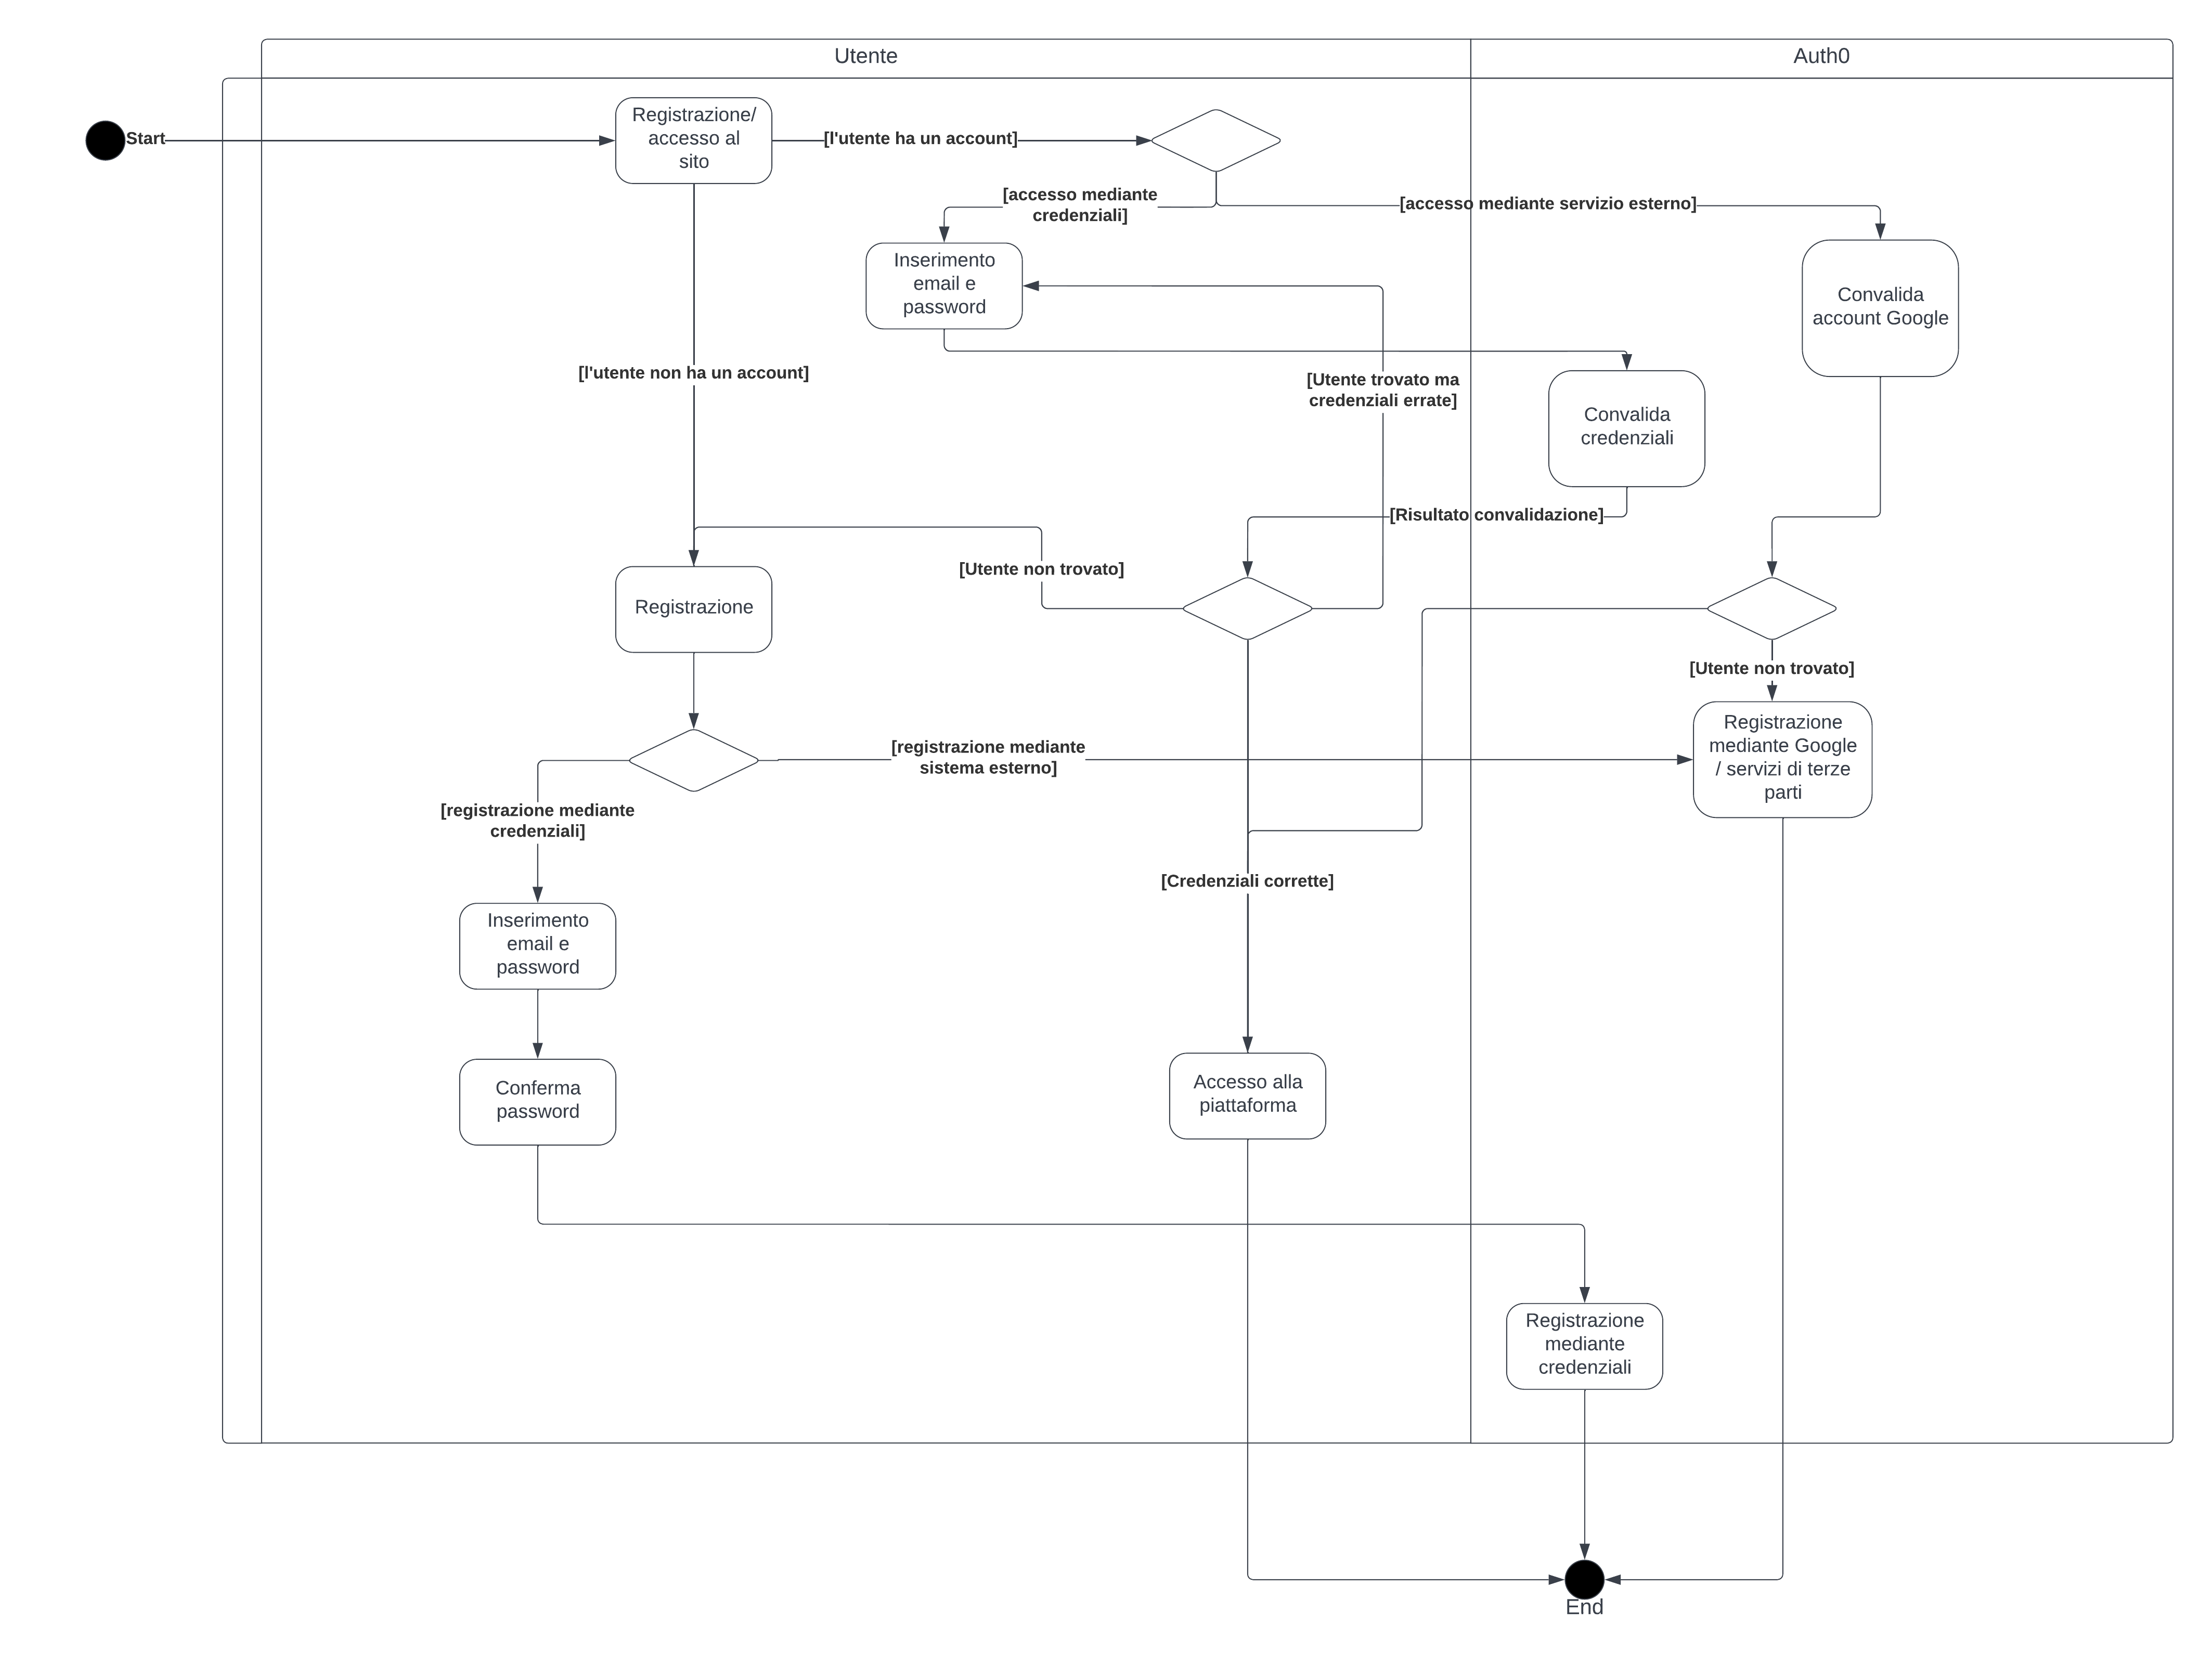 Utente
Auth0
Start
Registrazione/
accesso al
sito
[l'utente ha un account]
[accesso mediante
credenziali]
[accesso mediante servizio esterno]
Inserimento
email e
password
Convalida
account Google
[l'utente non ha un account]
[Utente trovato ma
credenziali errate]
Convalida
credenziali
[Risultato convalidazione]
[Utente non trovato]
Registrazione
[Utente non trovato]
Registrazione
mediante Google
/ servizi di terze
parti
[registrazione mediante
sistema esterno]
[registrazione mediante
credenziali]
[Credenziali corrette]
Inserimento
email e
password
Conferma
password
Accesso alla
piattaforma
Registrazione
mediante
credenziali
End